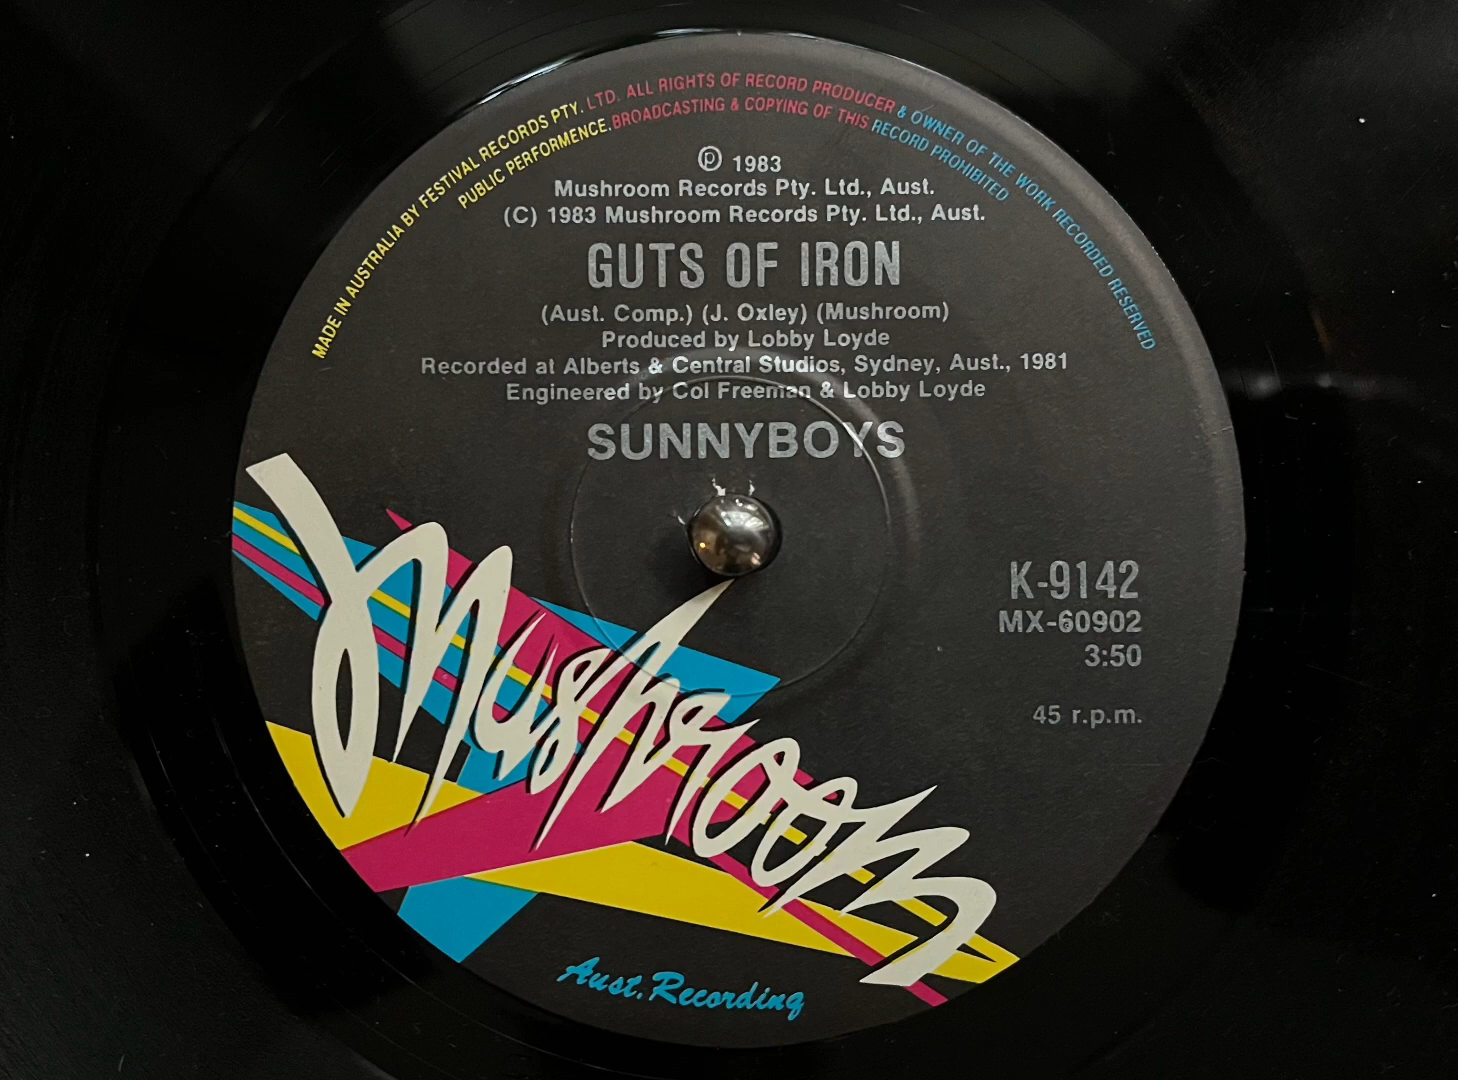 MADE IN AUSTRALIA BY FESTIVAL RECORDS PTY. LTD. ALL RIGHTS OF RECORD PRODUCER & OWNER OF THE WORK RECORDED RESERVED
PUBLIC PERFORMENCE. BROADCASTING & COPYING OF THIS RECORD PROHIBITED
℗ 1983
Mushroom Records Pty. Ltd., Aust.
(C) 1983 Mushroom Records Pty. Ltd., Aust.
GUTS OF IRON
(Aust. Comp.) (J. Oxley) (Mushroom)
Produced by Lobby Loyde
Recorded at Alberts & Central Studios, Sydney, Aust., 1981
Engineered by Col Freeman & Lobby Loyde
SUNNYBOYS
K-9142
MX-60902
3:50
45 r.p.m.
Mushroom
Aust. Recording